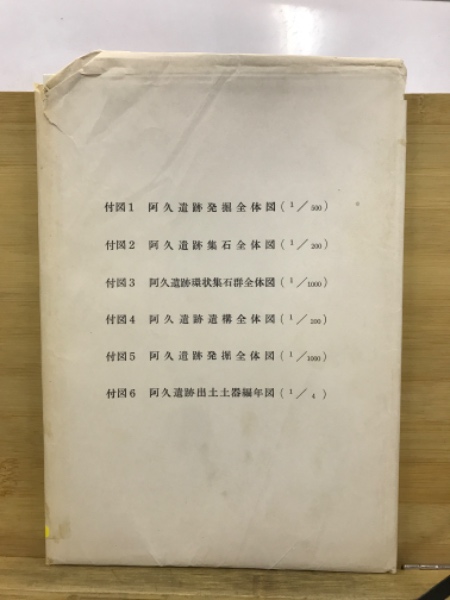 付図1 阿久遺跡発掘全体図(1/500)
付図2 阿久遺跡集石全体図(1/200)
付図3 阿久遺跡環状集石群全体図(1/1000)
付図4 阿久遺跡遺構全体図(1/200)
付図5 阿久遺跡発掘全体図(1/1000)
付図6 阿久遺跡出土土器編年図(1/4)